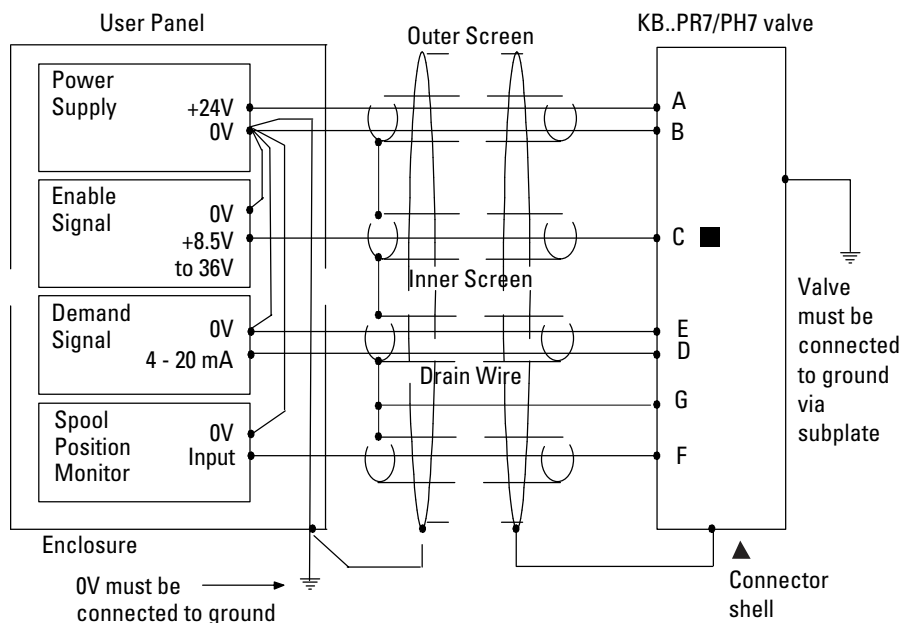 User Panel
Outer Screen
KB..PR7/PH7 valve
Power
Supply
+24V
0V
A
B
Enable
Signal
0V
+8.5V
to 36V
C
Inner Screen
Demand
Signal
0V
4 - 20 mA
E
D
Drain Wire
G
Spool
Position
Monitor
0V
Input
F
Valve
must be
connected
to ground
via
subplate
Enclosure
0V must be
connected to ground
Connector
shell